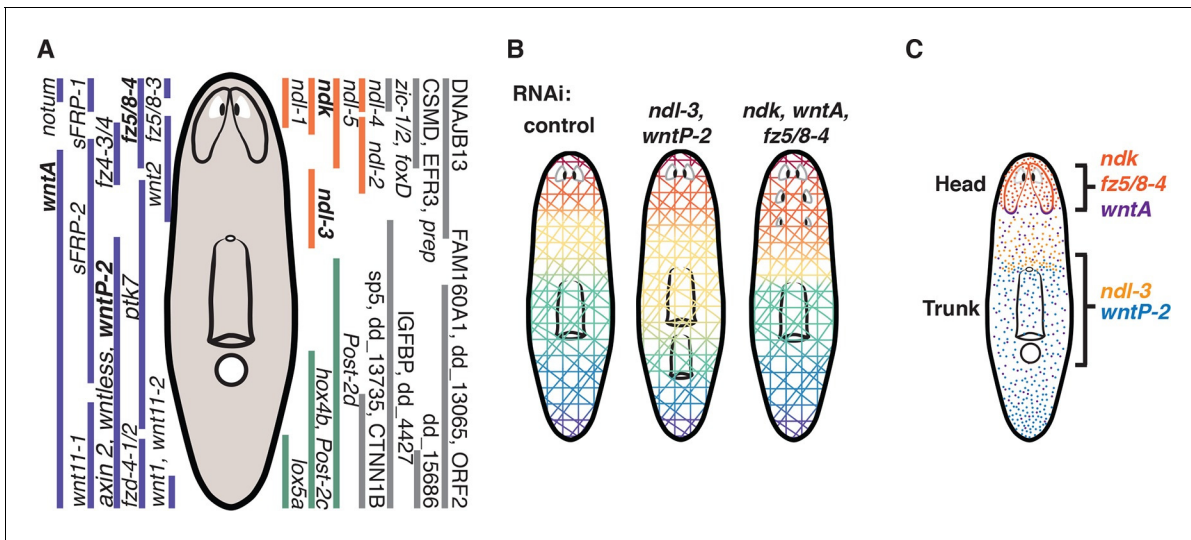 A
notum
sFRP-1
fz5/8-4
fz5/8-3
wntA
fz4-3/4
wnt2
sFRP-2
axin 2, wntless, wntP-2
ptk7
wnt11-1
fzd-4-1/2
wnt1, wnt11-2
ndl-1
ndk
ndl-5
ndl-4
ndl-2
zic-1/2, foxD
CSMD, EFR3, prep
DNAJB13
ndl-3
FAM160A1, dd_13065, ORF2
sp5, dd_13735, CTNN1B
IGFBP, dd_4427
Post-2d
hox4b, Post-2c
lox5a
dd_15686
B
RNAi:
control
ndl-3,
wntP-2
ndk, wntA,
fz5/8-4
C
Head
ndk
fz5/8-4
wntA
Trunk
ndl-3
wntP-2